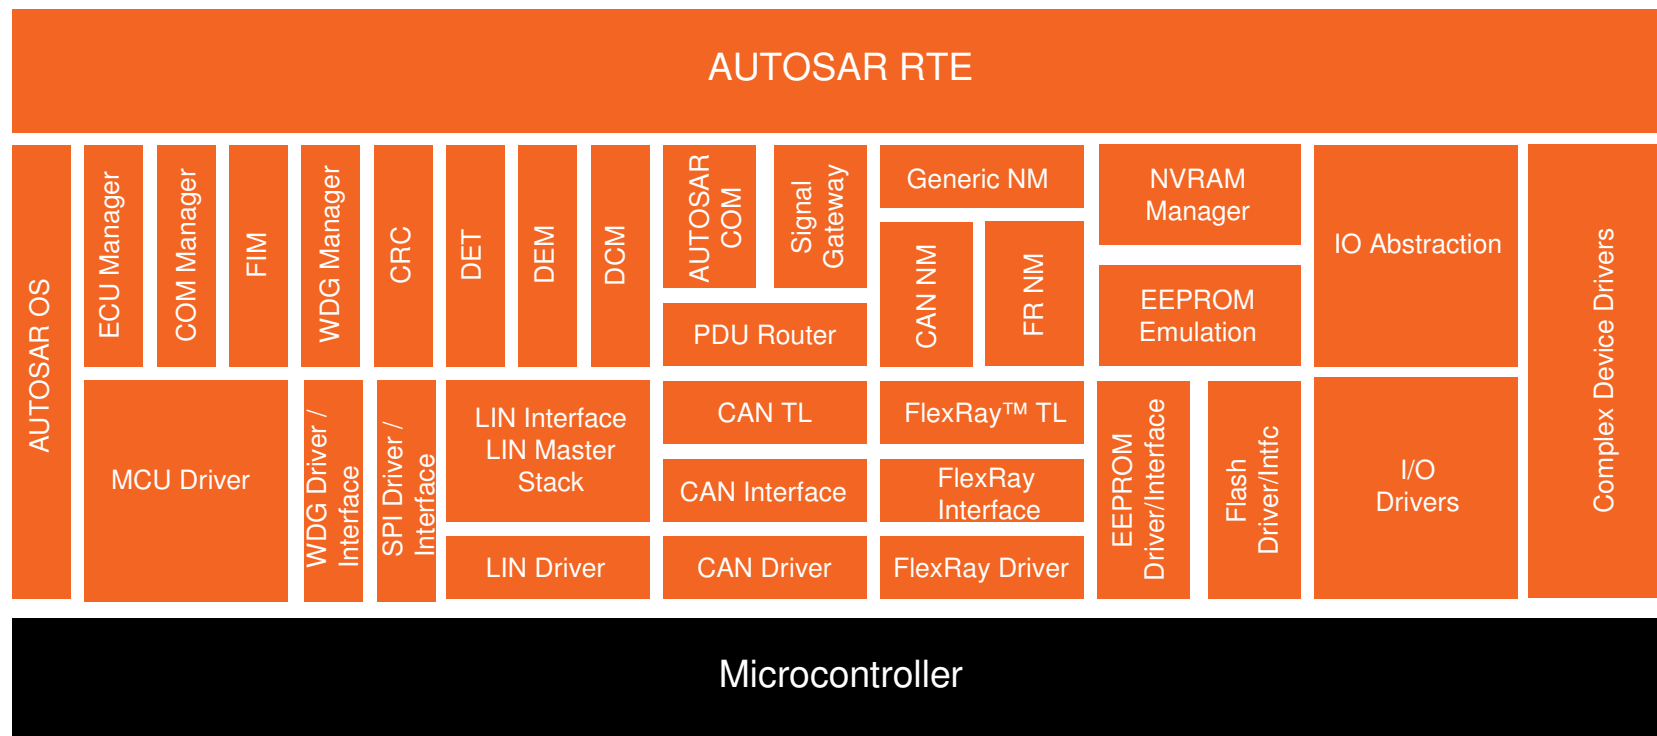 AUTOSAR RTE
AUTOSAR OS
ECU Manager
COM Manager
FIM
WDG Manager
CRC
DET
DEM
DCM
AUTOSAR
COM
Signal
Gateway
PDU Router
Generic NM
CAN NM
FR NM
NVRAM
Manager
EEPROM
Emulation
IO Abstraction
Complex Device Drivers
MCU Driver
WDG Driver /
Interface
SPI Driver /
Interface
LIN Interface
LIN Master
Stack
LIN Driver
CAN TL
CAN Interface
CAN Driver
FlexRay™ TL
FlexRay
Interface
FlexRay Driver
EEPROM
Driver/Interface
Flash
Driver/Intfc
I/O
Drivers
Microcontroller